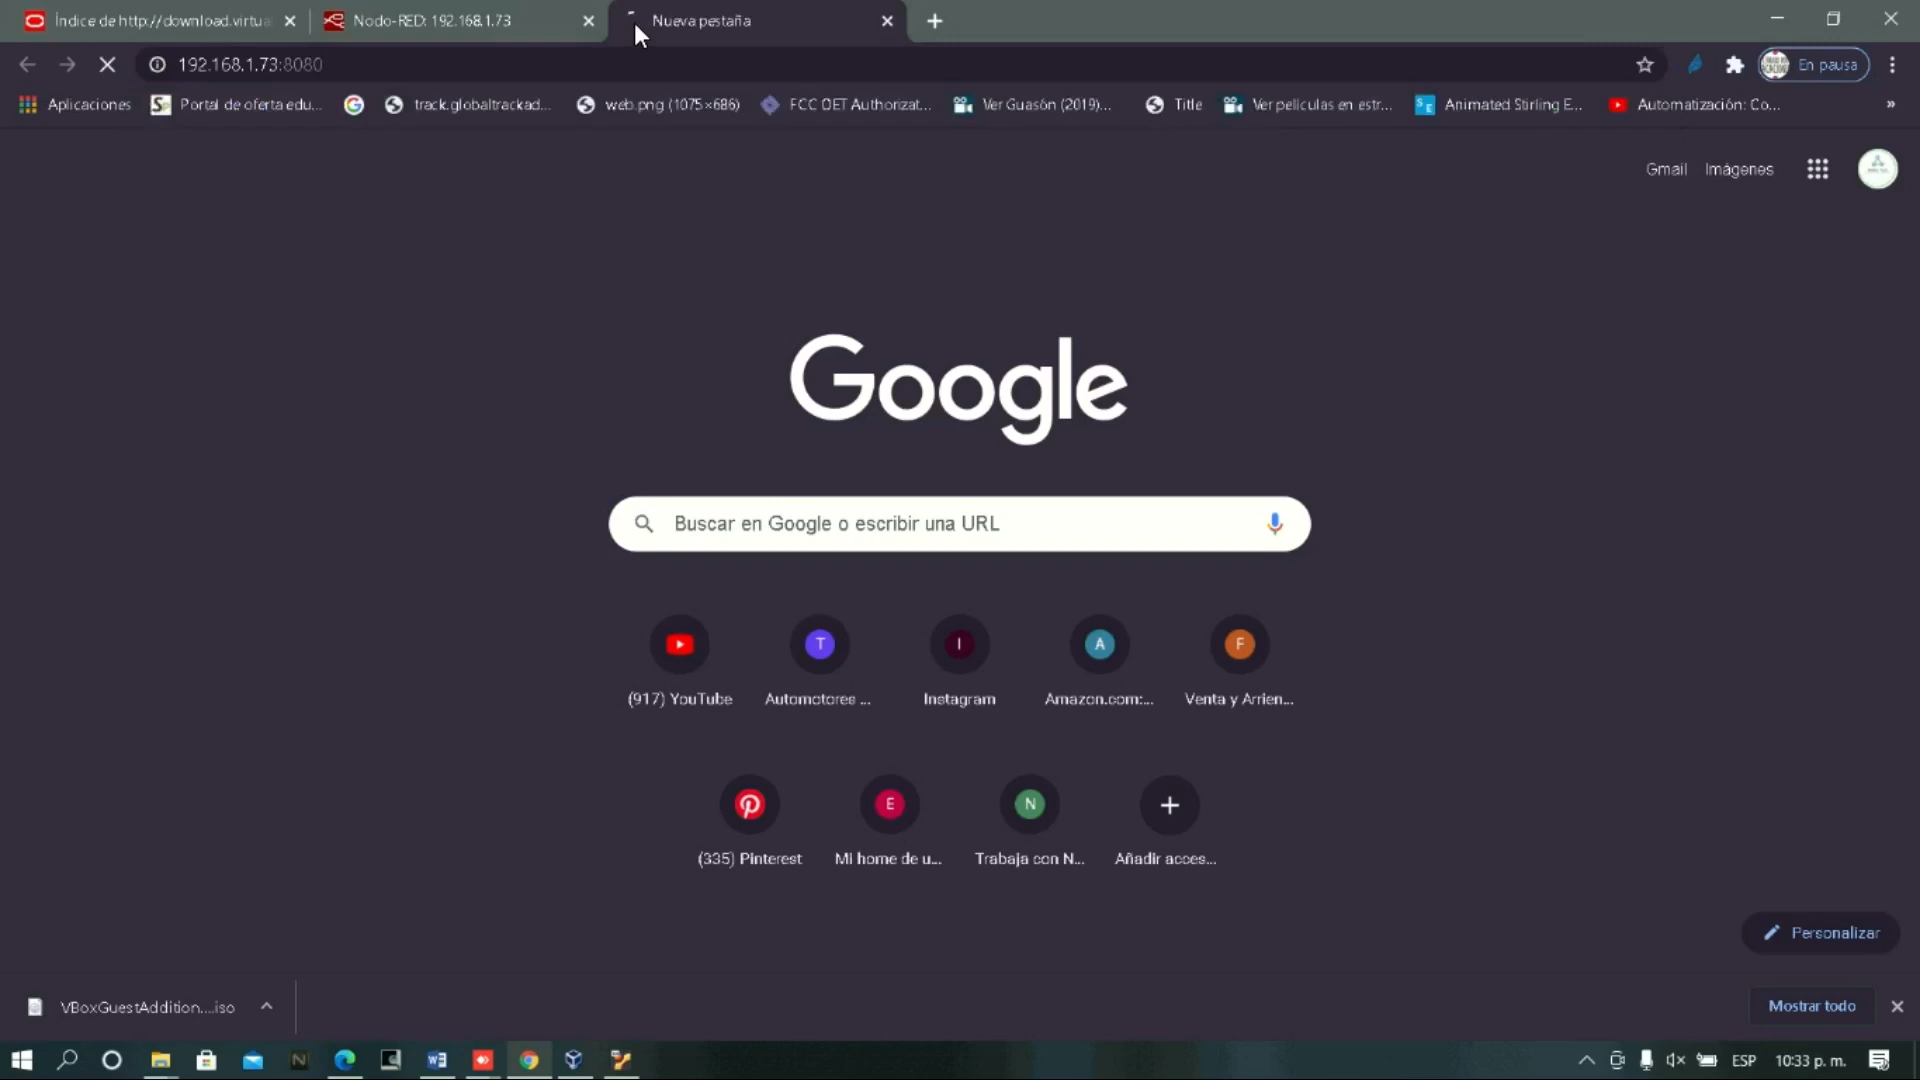 Índice de http://download.virtua
Nodo-RED: 192.168.1.73
Nueva pestaña
192.168.1.73:8080
En pausa
Aplicaciones
Portal de oferta edu...
track.globaltrackad...
web.png (1075×686)
FCC OET Authorizat...
Ver Guasón (2019)...
Title
Ver películas en estr...
Animated Stirling E...
Automatización: Co...
»
Gmail
Imágenes
Google
Buscar en Google o escribir una URL
T
I
A
F
(917) YouTube
Automotores ...
Instagram
Amazon.com:...
Venta y Arrien...
E
N
(335) Pinterest
Mi home de u...
Trabaja con N...
Añadir acces...
Personalizar
VBoxGuestAddition....iso
Mostrar todo
ESP
10:33 p. m.